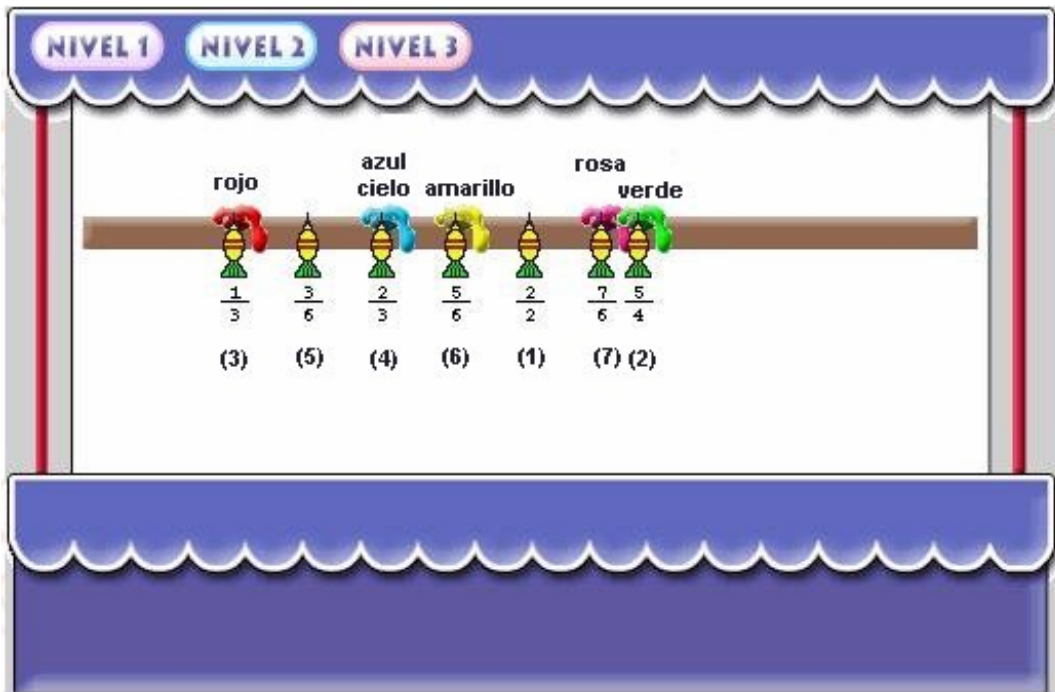 NIVEL 1 NIVEL 2 NIVEL 3
rojo azul cielo amarillo rosa verde
1/3 3/6 2/3 5/6 2/2 7/6 5/4
(3) (5) (4) (6) (1) (7) (2)